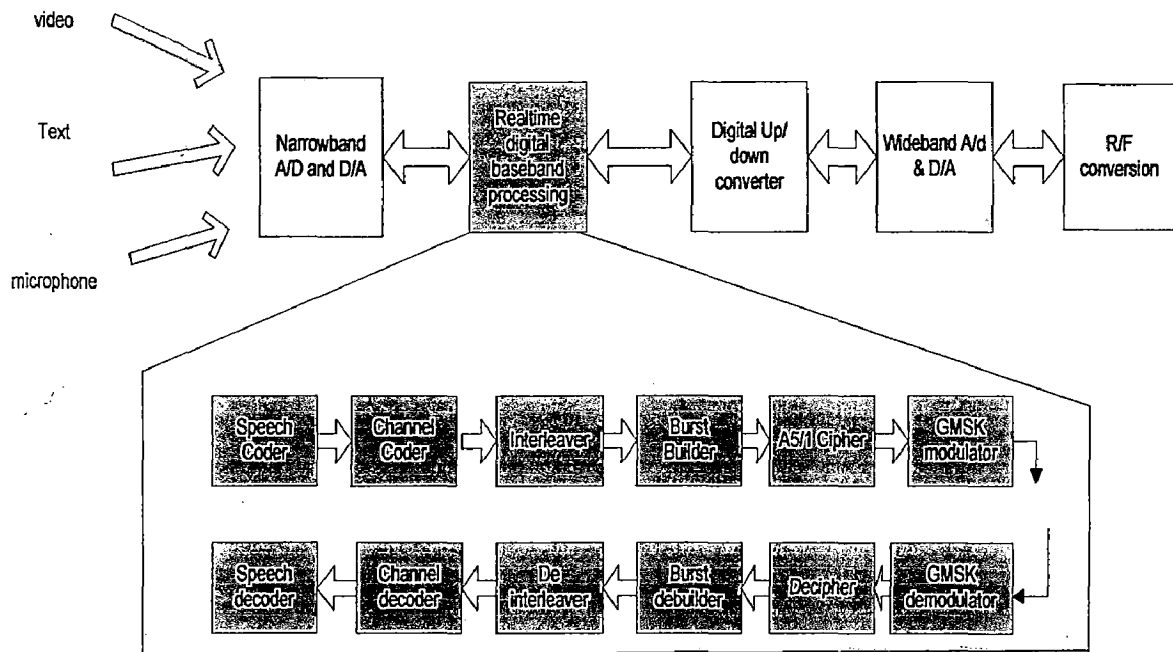 video
Text
microphone
Narrowband
A/D and D/A
Realtime
digital
baseband
processing
Digital Up/
down
converter
Wideband A/d
& D/A
R/F
conversion
Speech
Coder
Channel
Coder
Interleaver
Burst
Builder
A5/1 Cipher
GMSK
modulator
Speech
decoder
Channel
decoder
De
interleaver
Burst
debuilder
Decipher
GMSK
demodulator